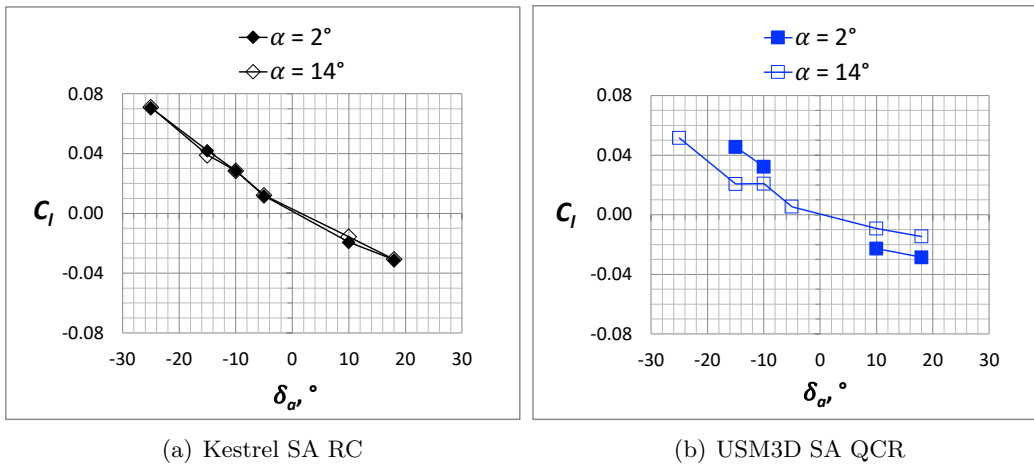 α = 2°
α = 14°
0.08
0.04
0.00
-0.04
-0.08
C_l
-30 -20 -10 0 10 20 30
δ_a, °
(a) Kestrel SA RC
α = 2°
α = 14°
0.08
0.04
0.00
-0.04
-0.08
C_l
-30 -20 -10 0 10 20 30
δ_a, °
(b) USM3D SA QCR